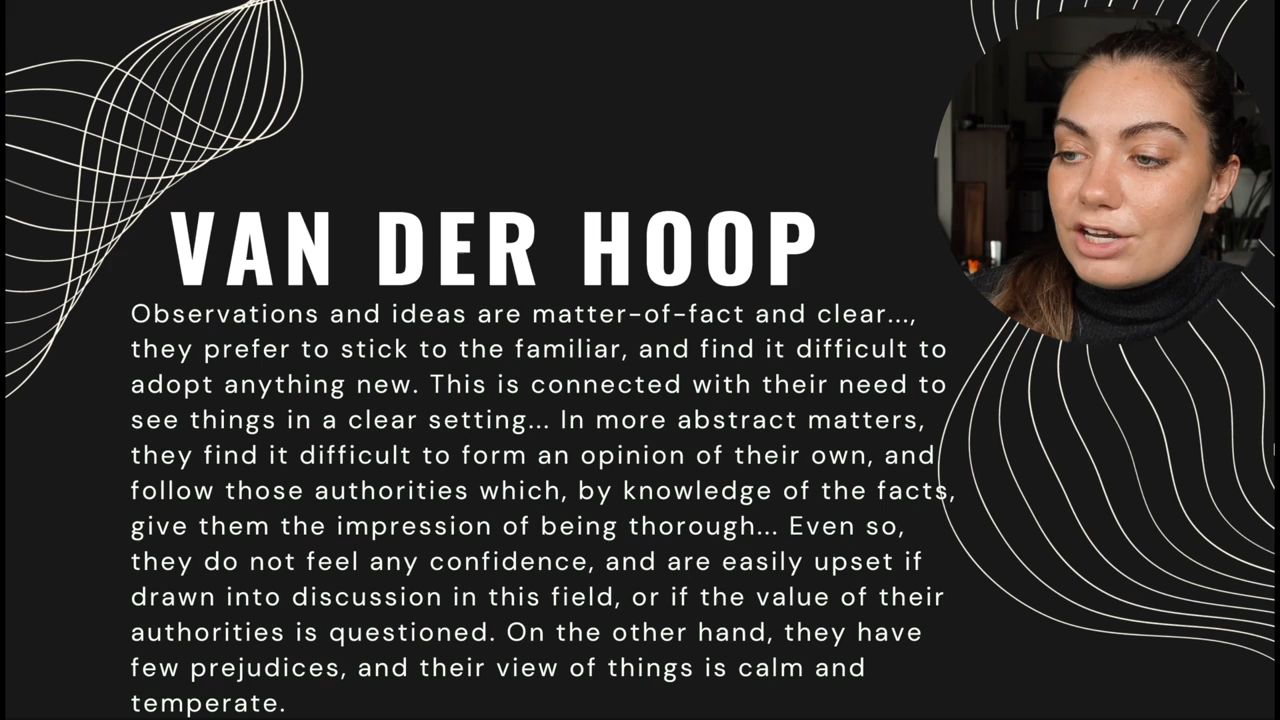 VAN DER HOOP
Observations and ideas are matter-of-fact and clear...,
they prefer to stick to the familiar, and find it difficult to
adopt anything new. This is connected with their need to
see things in a clear setting... In more abstract matters,
they find it difficult to form an opinion of their own, and
follow those authorities which, by knowledge of the facts,
give them the impression of being thorough... Even so,
they do not feel any confidence, and are easily upset if
drawn into discussion in this field, or if the value of their
authorities is questioned. On the other hand, they have
few prejudices, and their view of things is calm and
temperate.